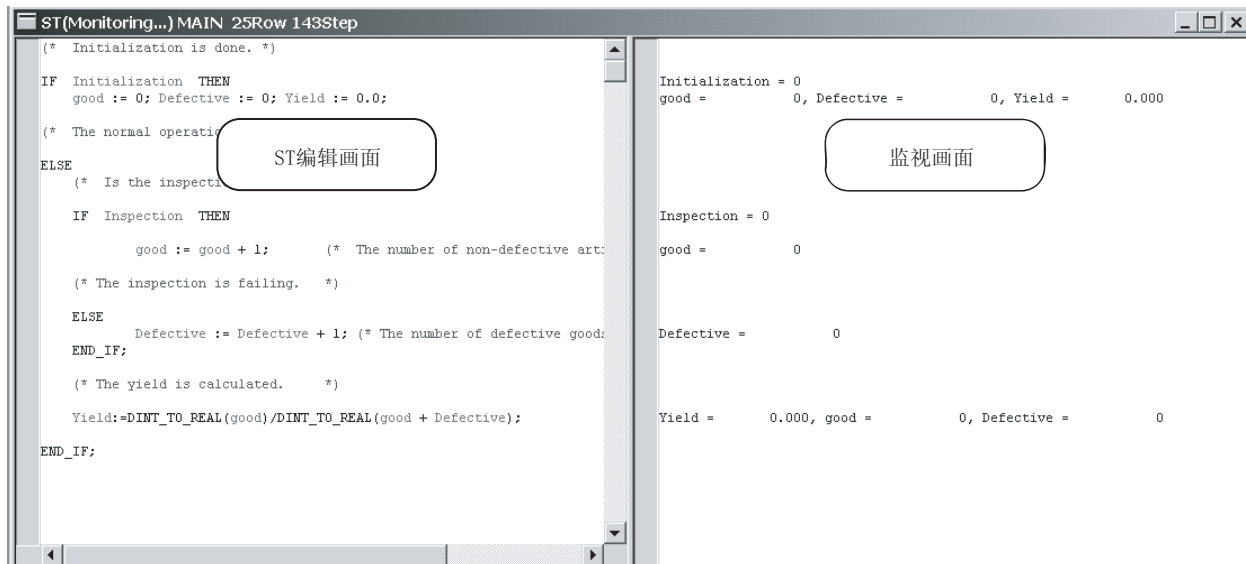 ST(Monitoring...) MAIN 25Row 143Step
(* Initialization is done. *)
IF Initialization THEN
good := 0; Defective := 0; Yield := 0.0;
(* The normal operatio
ELSE
(* Is the inspecti
IF Inspection THEN
good := good + 1; (* The number of non-defective art
(* The inspection is failing. *)
ELSE
Defective := Defective + 1; (* The number of defective goods
END_IF;
(* The yield is calculated. *)
Yield:=DINT_TO_REAL(good)/DINT_TO_REAL(good + Defective);
END_IF;
ST编辑画面
Initialization = 0
good = 0, Defective = 0, Yield = 0.000
监视画面
Inspection = 0
good = 0
Defective = 0
Yield = 0.000, good = 0, Defective = 0